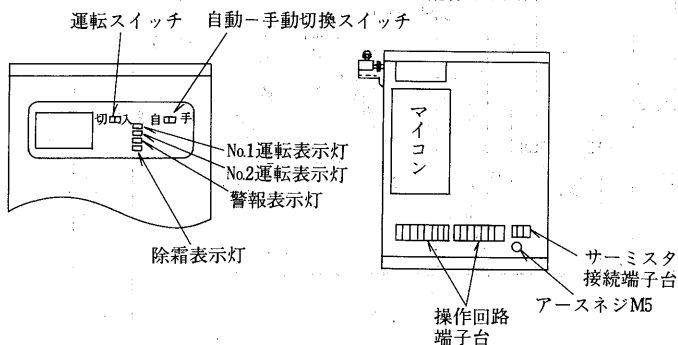 運転スイッチ
自動ー手動切換スイッチ
切
入
自
手
No.1運転表示灯
No.2運転表示灯
警報表示灯
除霜表示灯
マイコン
サーミスタ
接続端子台
アースネジM5
操作回路
端子台